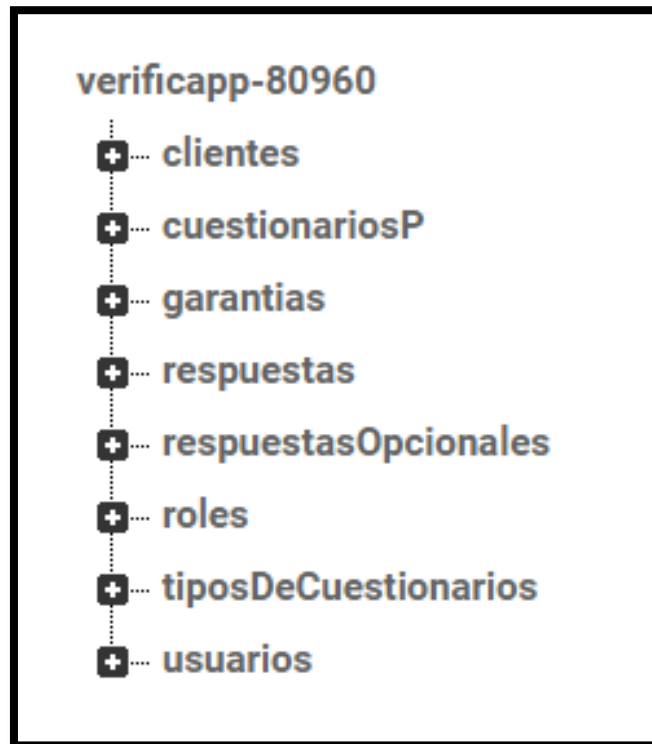 verificapp-80960
clientes
cuestionariosP
garantias
respuestas
respuestasOpcionales
roles
tiposDeCuestionarios
usuarios